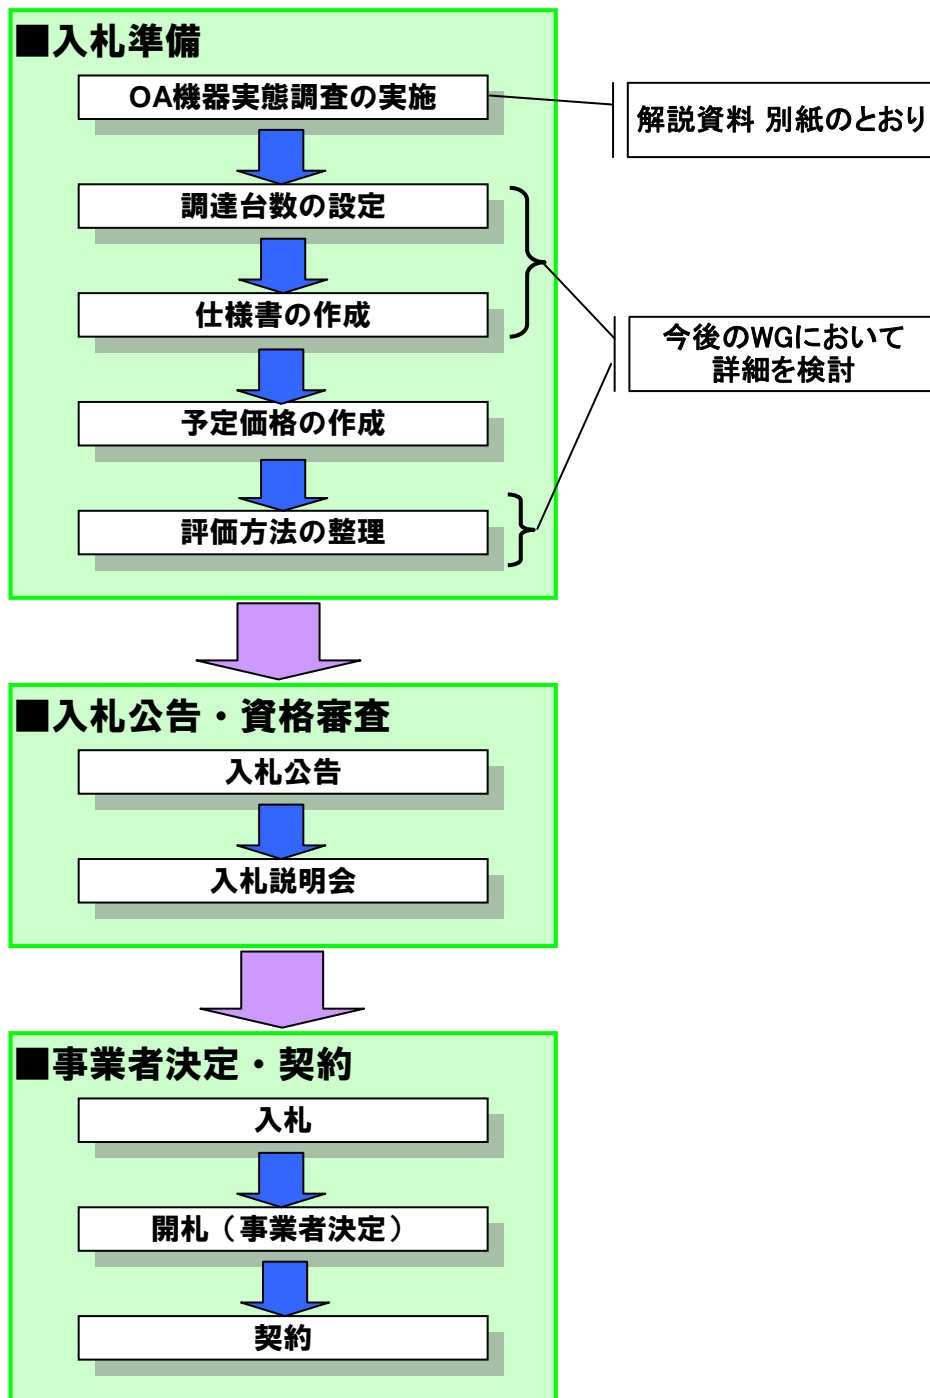 ■入札準備
OA機器実態調査の実施
解説資料 別紙のとおり
調達台数の設定
仕様書の作成
今後のWGにおいて
詳細を検討
予定価格の作成
評価方法の整理
■入札公告・資格審査
入札公告
入札説明会
■事業者決定・契約
入札
開札（事業者決定）
契約